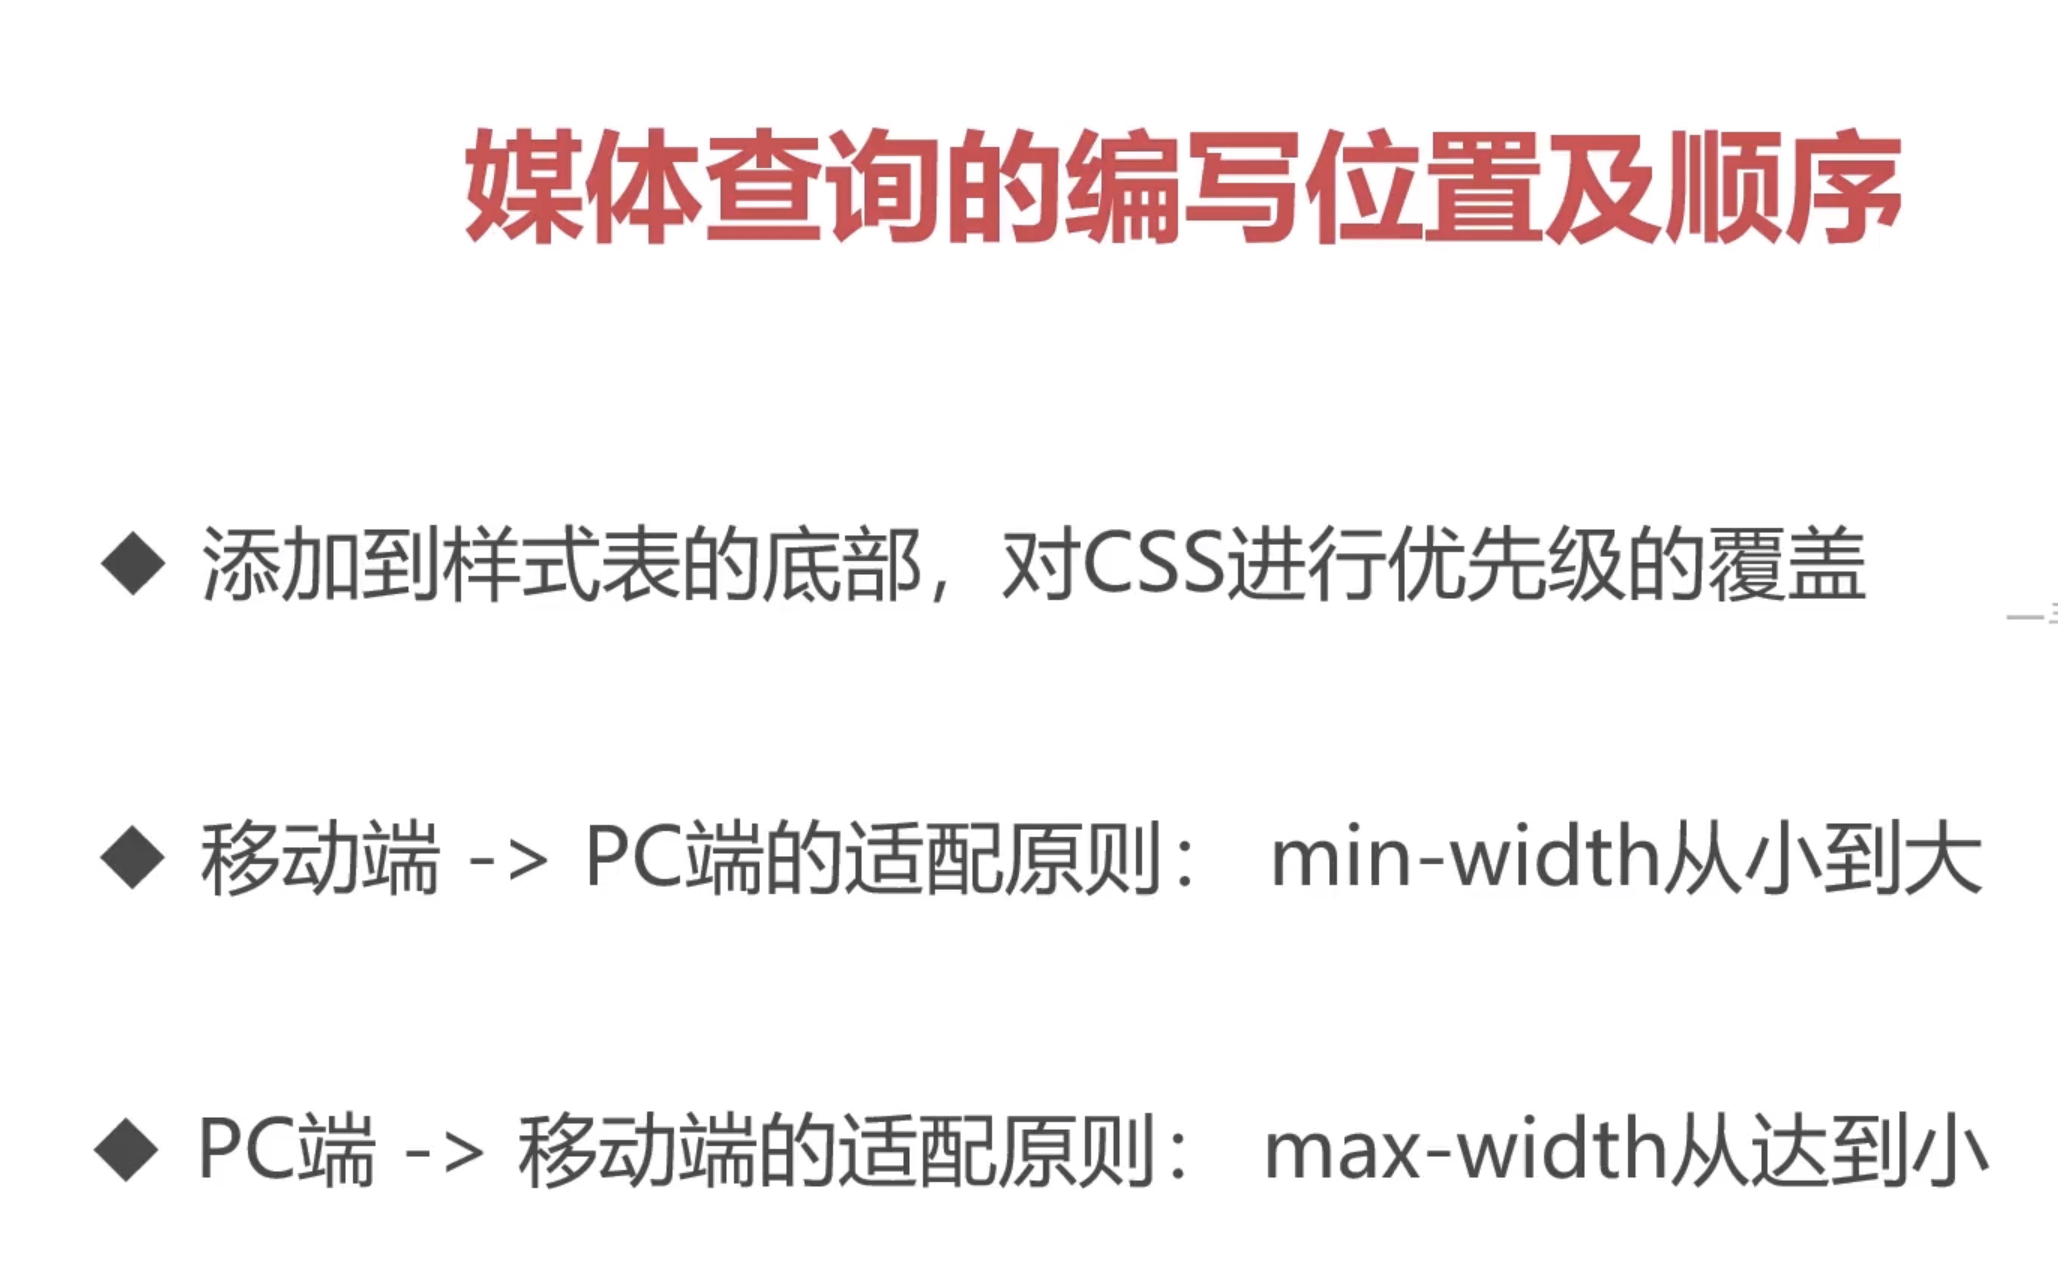 媒体查询的编写位置及顺序
◆ 添加到样式表的底部，对CSS进行优先级的覆盖
◆ 移动端 -> PC端的适配原则： min-width从小到大
◆ PC端 -> 移动端的适配原则： max-width从达到小